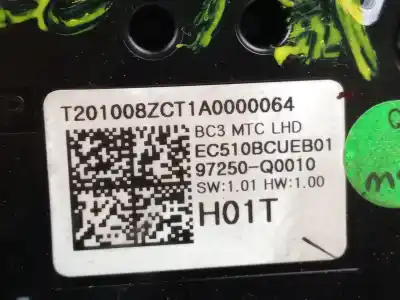 T201008ZCT1A0000064
BC3 MTC LHD
EC510BCUEB01
97250-Q0010
SW:1.01 HW:1.00
H01T